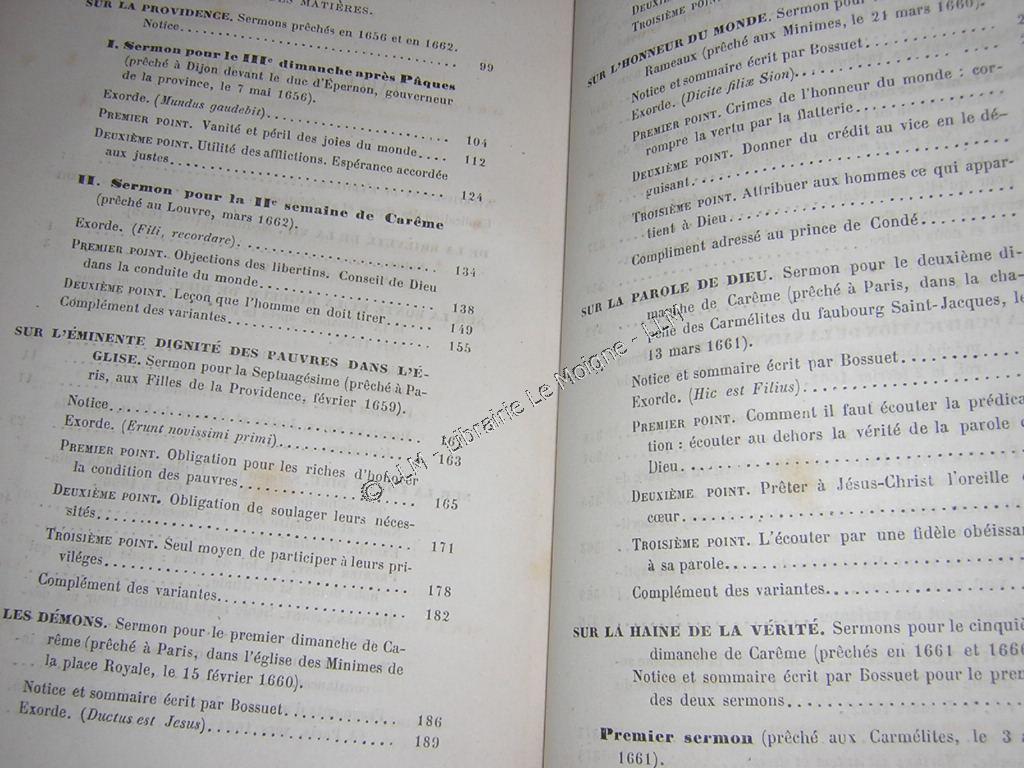 DES MATIÈRES.
SUR LA PROVIDENCE. Sermons prêchés en 1656 et en 1662.
Notice 99
I. Sermon pour le IIIe dimanche après Pâques
(prêché à Dijon devant le duc d'Épernon, gouverneur
de la province, le 7 mai 1656).
Exorde. (Mundus gaudebit) 104
PREMIER POINT. Vanité et péril des joies du monde 112
DEUXIÈME POINT. Utilité des afflictions. Espérance accordée
aux justes 124
II. Sermon pour la IIe semaine de Carême
(prêché au Louvre, mars 1662).
Exorde. (Fili, recordare) 134
PREMIER POINT. Objections des libertins. Conseil de Dieu
dans la conduite du monde 138
DEUXIÈME POINT. Leçon que l'homme en doit tirer 149
Complément des variantes 155
SUR L'ÉMINENTE DIGNITÉ DES PAUVRES DANS L'É-
GLISE. Sermon pour la Septuagésime (prêché à Pa-
ris, aux Filles de la Providence, février 1659).
Notice
Exorde. (Erunt novissimi primi) 163
PREMIER POINT. Obligation pour les riches d'honorer
la condition des pauvres 165
DEUXIÈME POINT. Obligation de soulager leurs néces-
sités 171
TROISIÈME POINT. Seul moyen de participer à leurs pri-
viléges 178
Complément des variantes 182
LES DÉMONS. Sermon pour le premier dimanche de Ca-
rême (prêché à Paris, dans l'église des Minimes de
la place Royale, le 15 février 1660).
Notice et sommaire écrit par Bossuet 186
Exorde. (Ductus est Jesus) 189
TROISIÈME POINT.
SUR L'HONNEUR DU MONDE. Sermon pour
Rameaux (prêché aux Minimes, le 21 mars 1660).
Notice et sommaire écrit par Bossuet
Exorde. (Dicite filiæ Sion)
PREMIER POINT. Crimes de l'honneur du monde : cor-
rompre la vertu par la flatterie
DEUXIÈME POINT. Donner du crédit au vice en le dé-
guisant
TROISIÈME POINT. Attribuer aux hommes ce qui appar-
tient à Dieu
Compliment adressé au prince de Condé
SUR LA PAROLE DE DIEU. Sermon pour le deuxième di-
manche de Carême (prêché à Paris, dans la cha-
pelle des Carmélites du faubourg Saint-Jacques, le
13 mars 1661).
Notice et sommaire écrit par Bossuet
Exorde. (Hic est Filius)
PREMIER POINT. Comment il faut écouter la prédica-
tion : écouter au dehors la vérité de la parole
Dieu
DEUXIÈME POINT. Prêter à Jésus-Christ l'oreille
cœur
TROISIÈME POINT. L'écouter par une fidèle obéissan
à sa parole
Complément des variantes
SUR LA HAINE DE LA VÉRITÉ. Sermons pour le cinquiè
dimanche de Carême (prêchés en 1661 et 1666
Notice et sommaire écrit par Bossuet pour le prem
des deux sermons
Premier sermon (prêché aux Carmélites, le 3 a
1661).
© LLM - Librairie Le Moigne - LLM